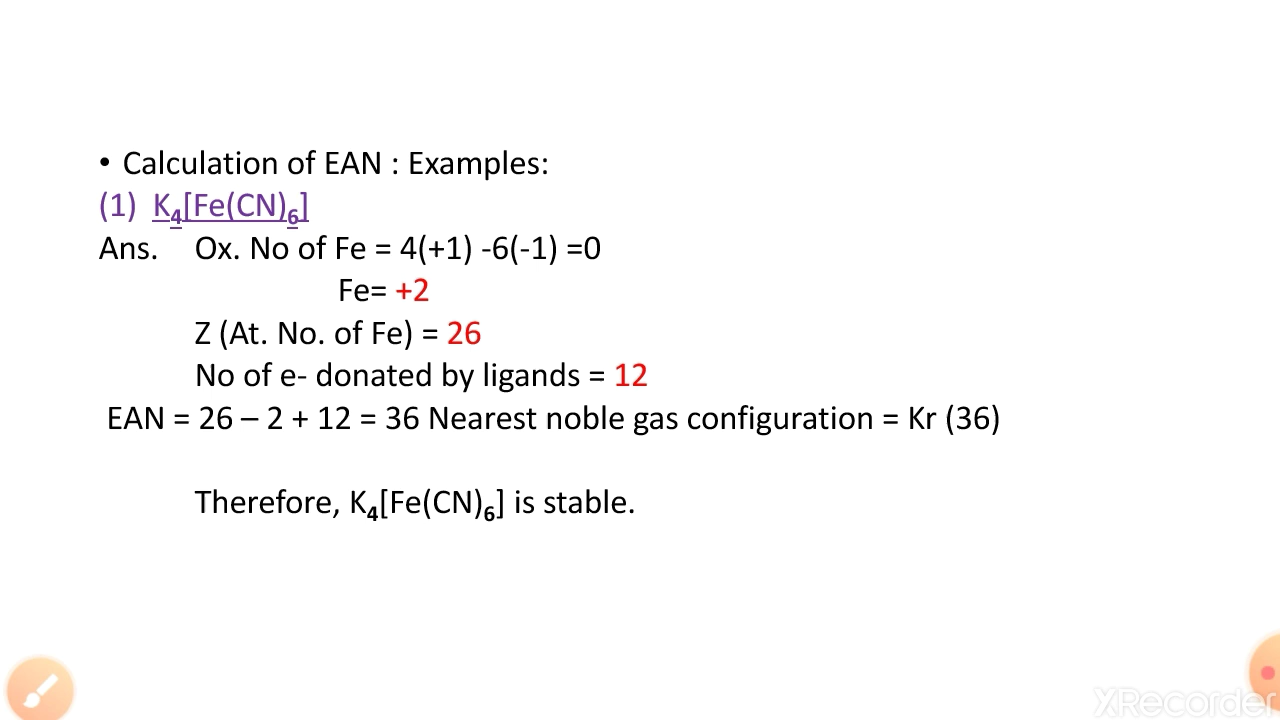 • Calculation of EAN : Examples:
(1) K₄[Fe(CN)₆]
Ans. Ox. No of Fe = 4(+1) -6(-1) =0
Fe= +2
Z (At. No. of Fe) = 26
No of e- donated by ligands = 12
EAN = 26 – 2 + 12 = 36 Nearest noble gas configuration = Kr (36)
Therefore, K₄[Fe(CN)₆] is stable.
XRecorder